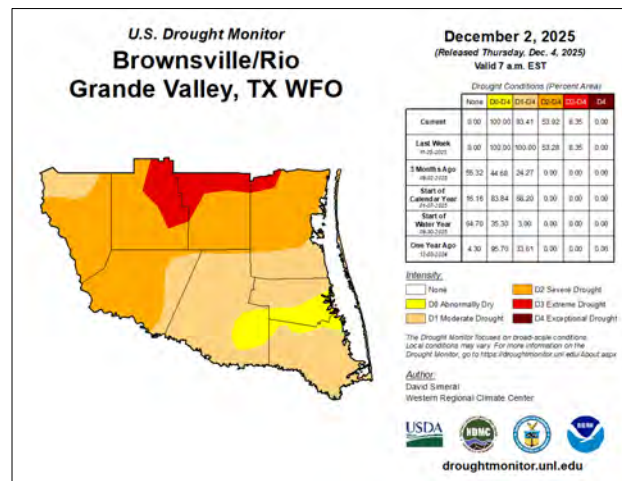 U.S. Drought Monitor
Brownsville/Rio
Grande Valley, TX WFO
December 2, 2025
(Released Thursday, Dec. 4, 2025)
Valid 7 a.m. EST
Drought Conditions (Percent Area)
None D0-D4 D1-D4 D2-D4 D3-D4 D4
Current 0.00 100.00 93.41 53.92 8.35 0.00
Last Week 0.00 100.00 100.00 53.28 8.35 0.00
3 Months Ago 55.32 44.68 24.27 0.00 0.00 0.00
Start of
Calendar Year 16.16 83.84 0.00 0.00 0.00
Start of
Water Year 64.70 35.30 3.00 0.00 0.00 0.00
One Year Ago 4.30 95.70 33.61 0.00 0.00 0.00
Intensity:
None
D0 Abnormally Dry
D1 Moderate Drought
D2 Severe Drought
D3 Extreme Drought
D4 Exceptional Drought
The Drought Monitor focuses on broad-scale conditions.
Local conditions may vary. For more information on the
Drought Monitor, go to https://droughtmonitor.unl.edu/About.aspx
Author:
David Simeral
Western Regional Climate Center
USDA
NDMC
NOAA
droughtmonitor.unl.edu